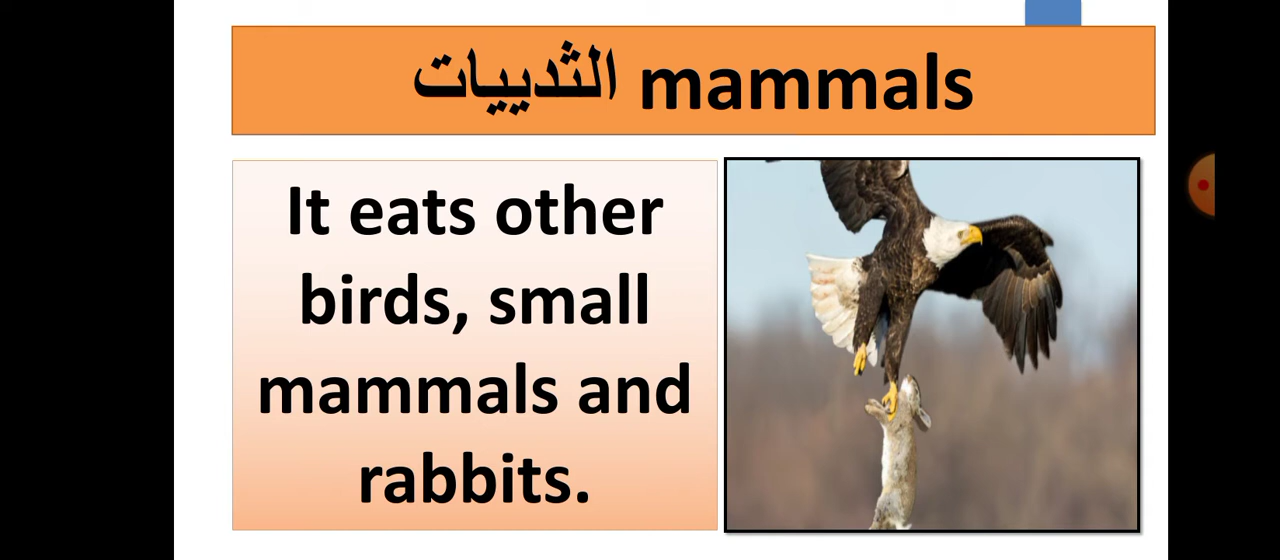 الثدييات mammals
It eats other
birds, small
mammals and
rabbits.